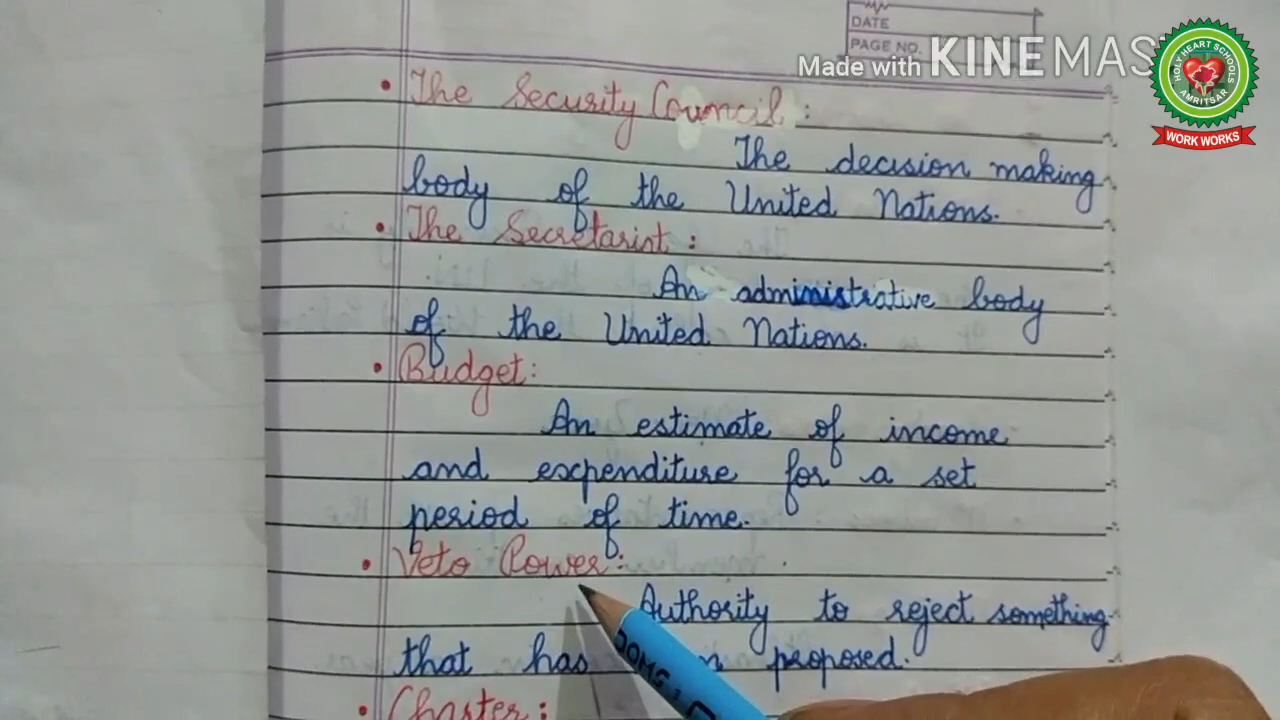 DATE
PAGE NO.
Made with KINEMAS
HOLY HEART SCHOOLS
AMRITSAR
WORK WORKS
• The Security Council :
The decision making
body of the United Nations.
• The Secretarist :
An administrative body
of the United Nations.
• Budget :
An estimate of income
and expenditure for a set
period of time.
• Veto Power :
Authority to reject something
that has proposed.
• Charter :
DOMS